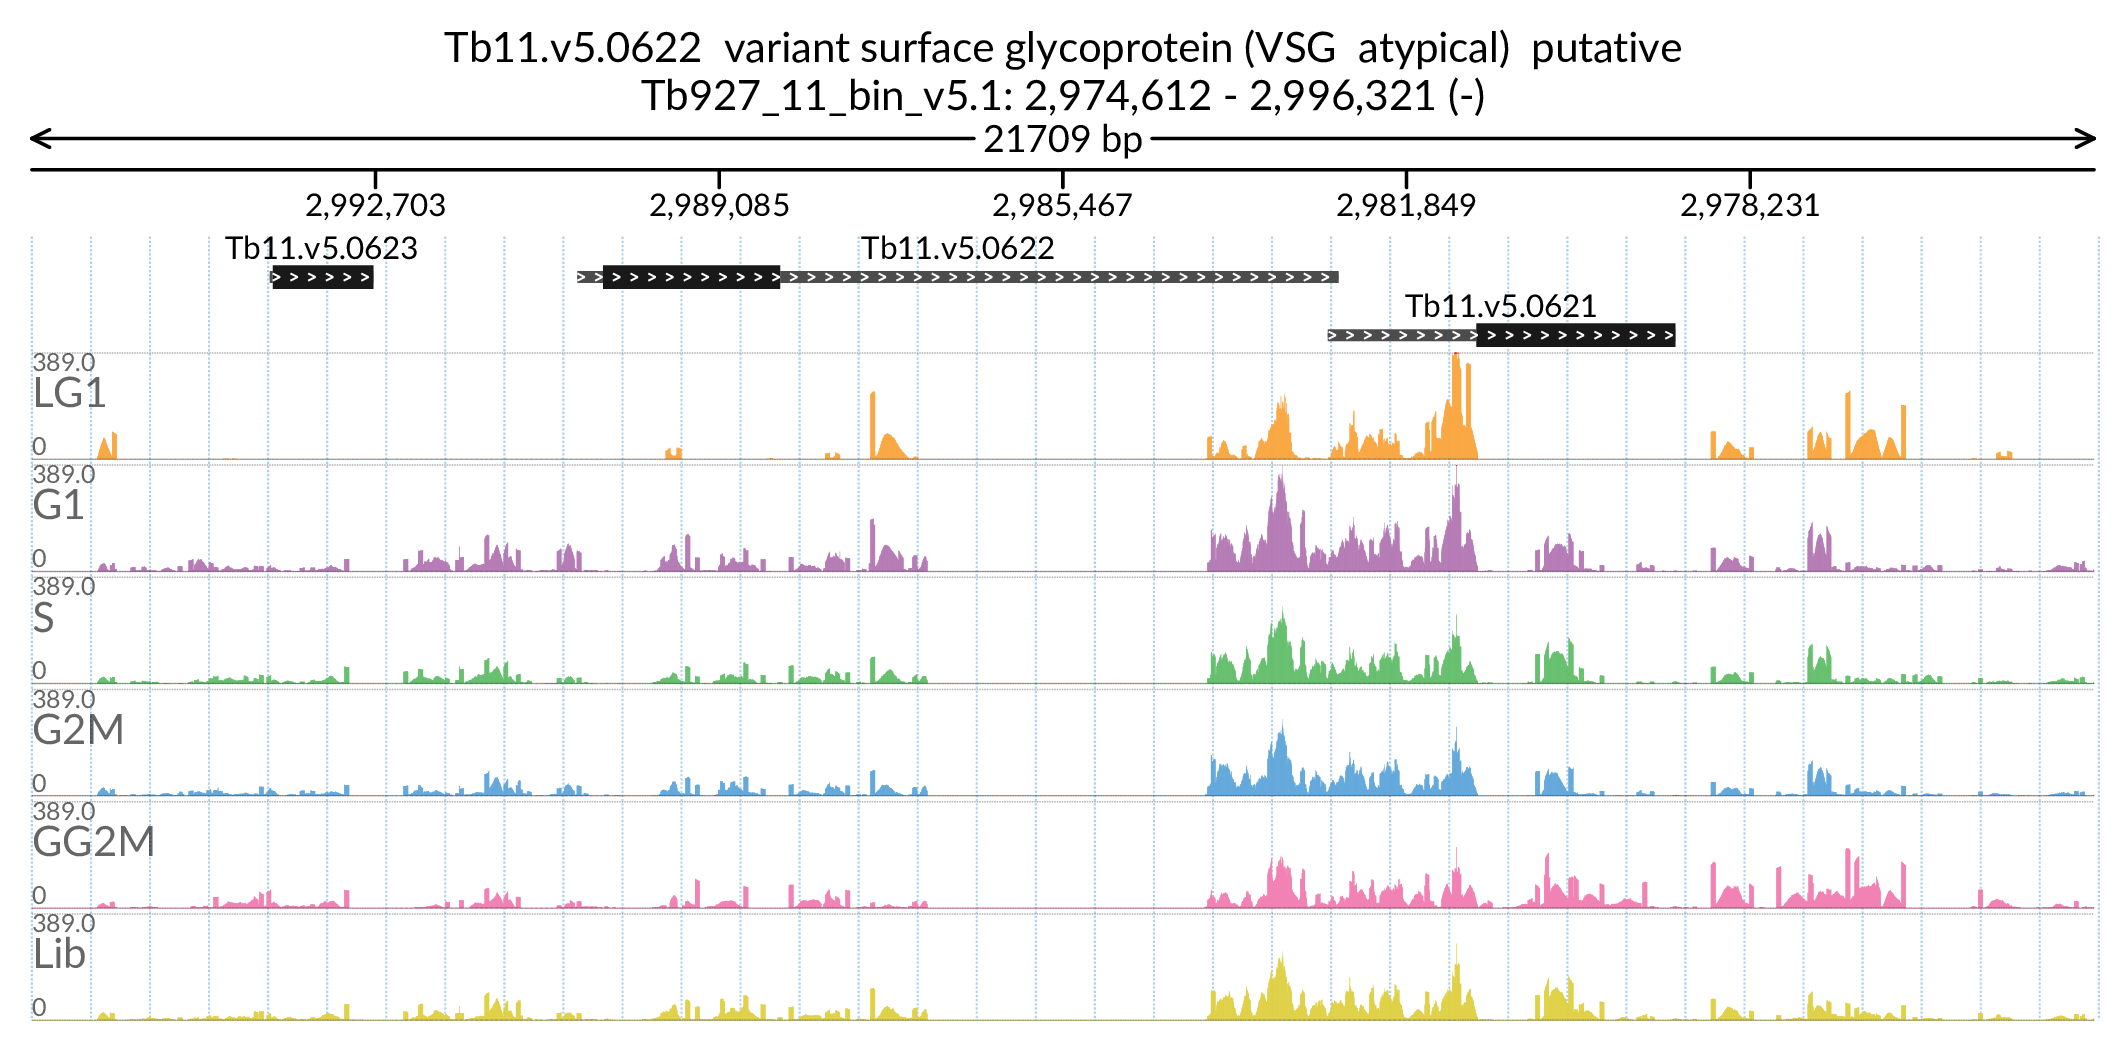 Tb11.v5.0622 variant surface glycoprotein (VSG atypical) putative
Tb927_11_bin_v5.1: 2,974,612 - 2,996,321 (-)
21709 bp
2,992,703 2,989,085 2,985,467 2,981,849 2,978,231
Tb11.v5.0623 Tb11.v5.0622
Tb11.v5.0621
389.0
LG1
0
389.0
G1
0
389.0
S
0
389.0
G2M
0
389.0
GG2M
0
389.0
Lib
0